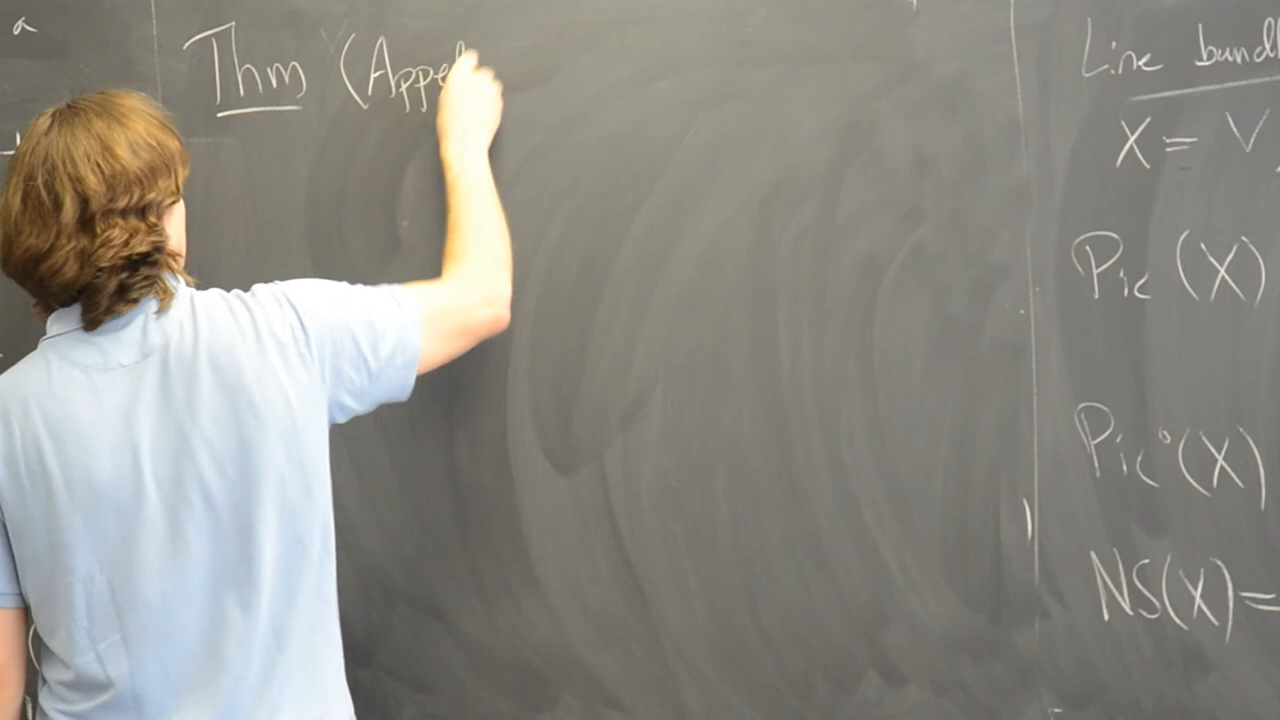 a
Thm (Appel
Line bundl
X = V
Pic (X)
Pic°(X)
NS(X)=